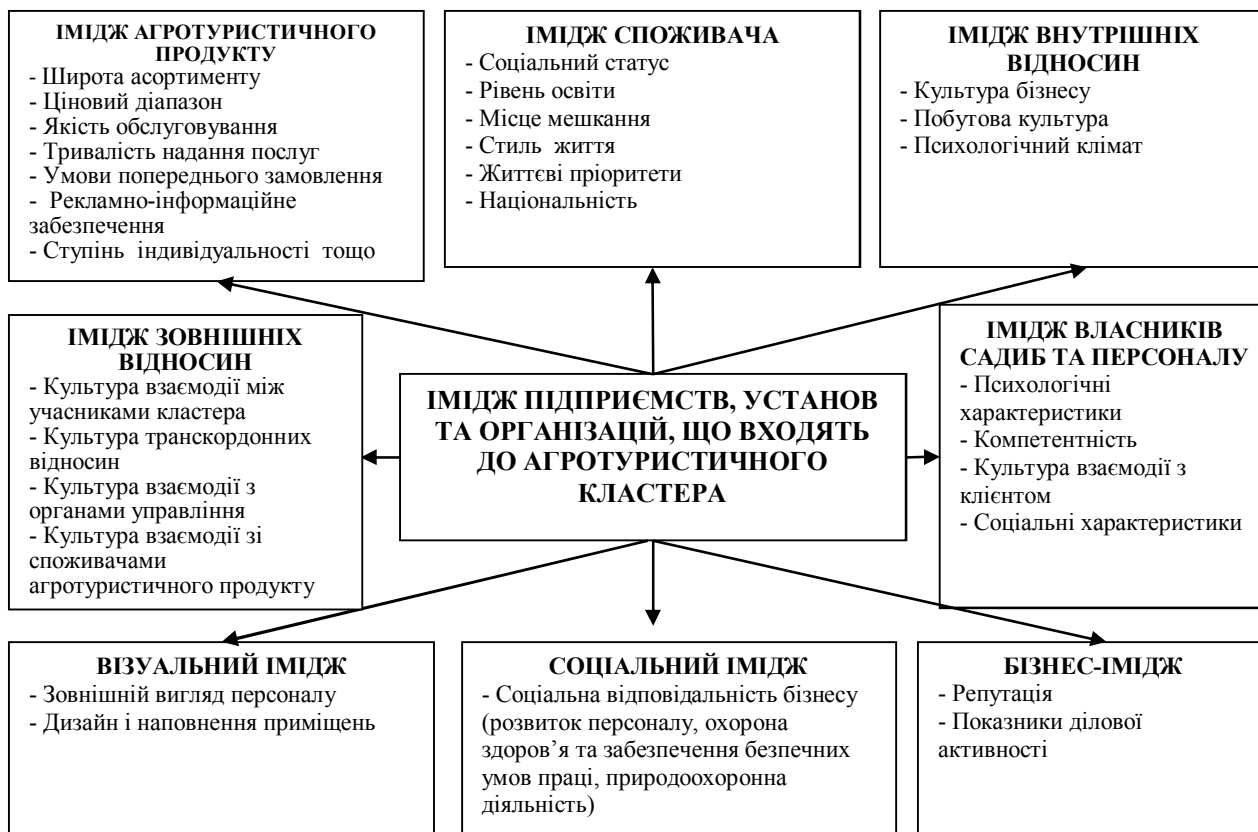 ІМІДЖ АГРОТУРИСТИЧНОГО
ПРОДУКТУ
- Широта асортименту
- Ціновий діапазон
- Якість обслуговування
- Тривалість надання послуг
- Умови попереднього замовлення
- Рекламно-інформаційне
забезпечення
- Ступінь індивідуальності тощо
ІМІДЖ СПОЖИВАЧА
- Соціальний статус
- Рівень освіти
- Місце мешкання
- Стиль життя
- Життєві пріоритети
- Національність
ІМІДЖ ВНУТРІШНІХ
ВІДНОСИН
- Культура бізнесу
- Побутова культура
- Психологічний клімат
ІМІДЖ ЗОВНІШНІХ
ВІДНОСИН
- Культура взаємодії між
учасниками кластера
- Культура транскордонних
відносин
- Культура взаємодії з
органами управління
- Культура взаємодії зі
споживачами
агротуристичного продукту
ІМІДЖ ПІДПРИЄМСТВ, УСТАНОВ
ТА ОРГАНІЗАЦІЙ, ЩО ВХОДЯТЬ
ДО АГРОТУРИСТИЧНОГО
КЛАСТЕРА
ІМІДЖ ВЛАСНИКІВ
САДИБ ТА ПЕРСОНАЛУ
- Психологічні
характеристики
- Компетентність
- Культура взаємодії з
клієнтом
- Соціальні характеристики
ВІЗУАЛЬНИЙ ІМІДЖ
- Зовнішній вигляд персоналу
- Дизайн і наповнення приміщень
СОЦІАЛЬНИЙ ІМІДЖ
- Соціальна відповідальність бізнесу
(розвиток персоналу, охорона
здоров’я та забезпечення безпечних
умов праці, природоохоронна
діяльність)
БІЗНЕС-ІМІДЖ
- Репутація
- Показники ділової
активності